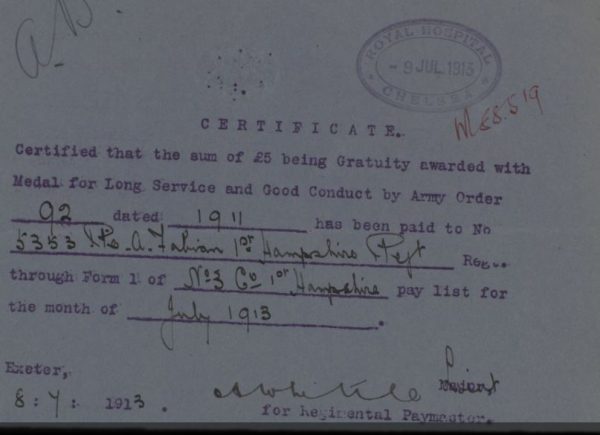 A.B.
ROYAL HOSPITAL
- 9 JUL. 1913
CHELSEA
CERTIFICATE.
Certified that the sum of £5 being Gratuity awarded with
Medal for Long Service and Good Conduct by Army Order
92 dated 1911 has been paid to No
5353 Pte. A. Fabian 1st Hampshire Regt Reg..
through Form 1 of No 3 Co 1st Hampshire pay list for
the month of July 1913.
Exeter,
8 : 7 : 1913.
for Regimental Paymaster.